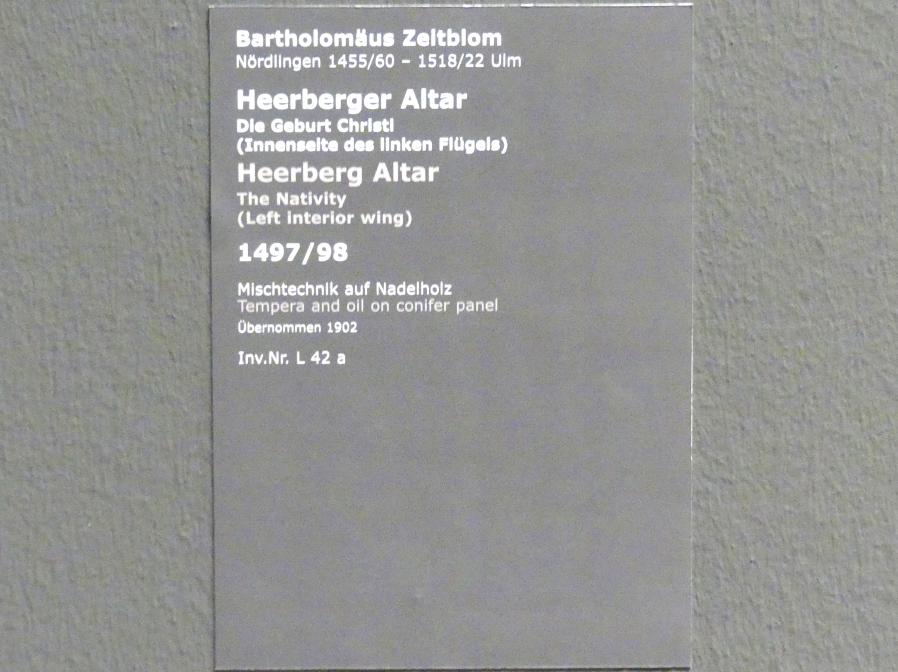 Bartholomäus Zeitblom
Nördlingen 1455/60 – 1518/22 Ulm
Heerberger Altar
Die Geburt Christi
(Innenseite des linken Flügels)
Heerberg Altar
The Nativity
(Left interior wing)
1497/98
Mischtechnik auf Nadelholz
Tempera and oil on conifer panel
Übernommen 1902
Inv.Nr. L 42 a